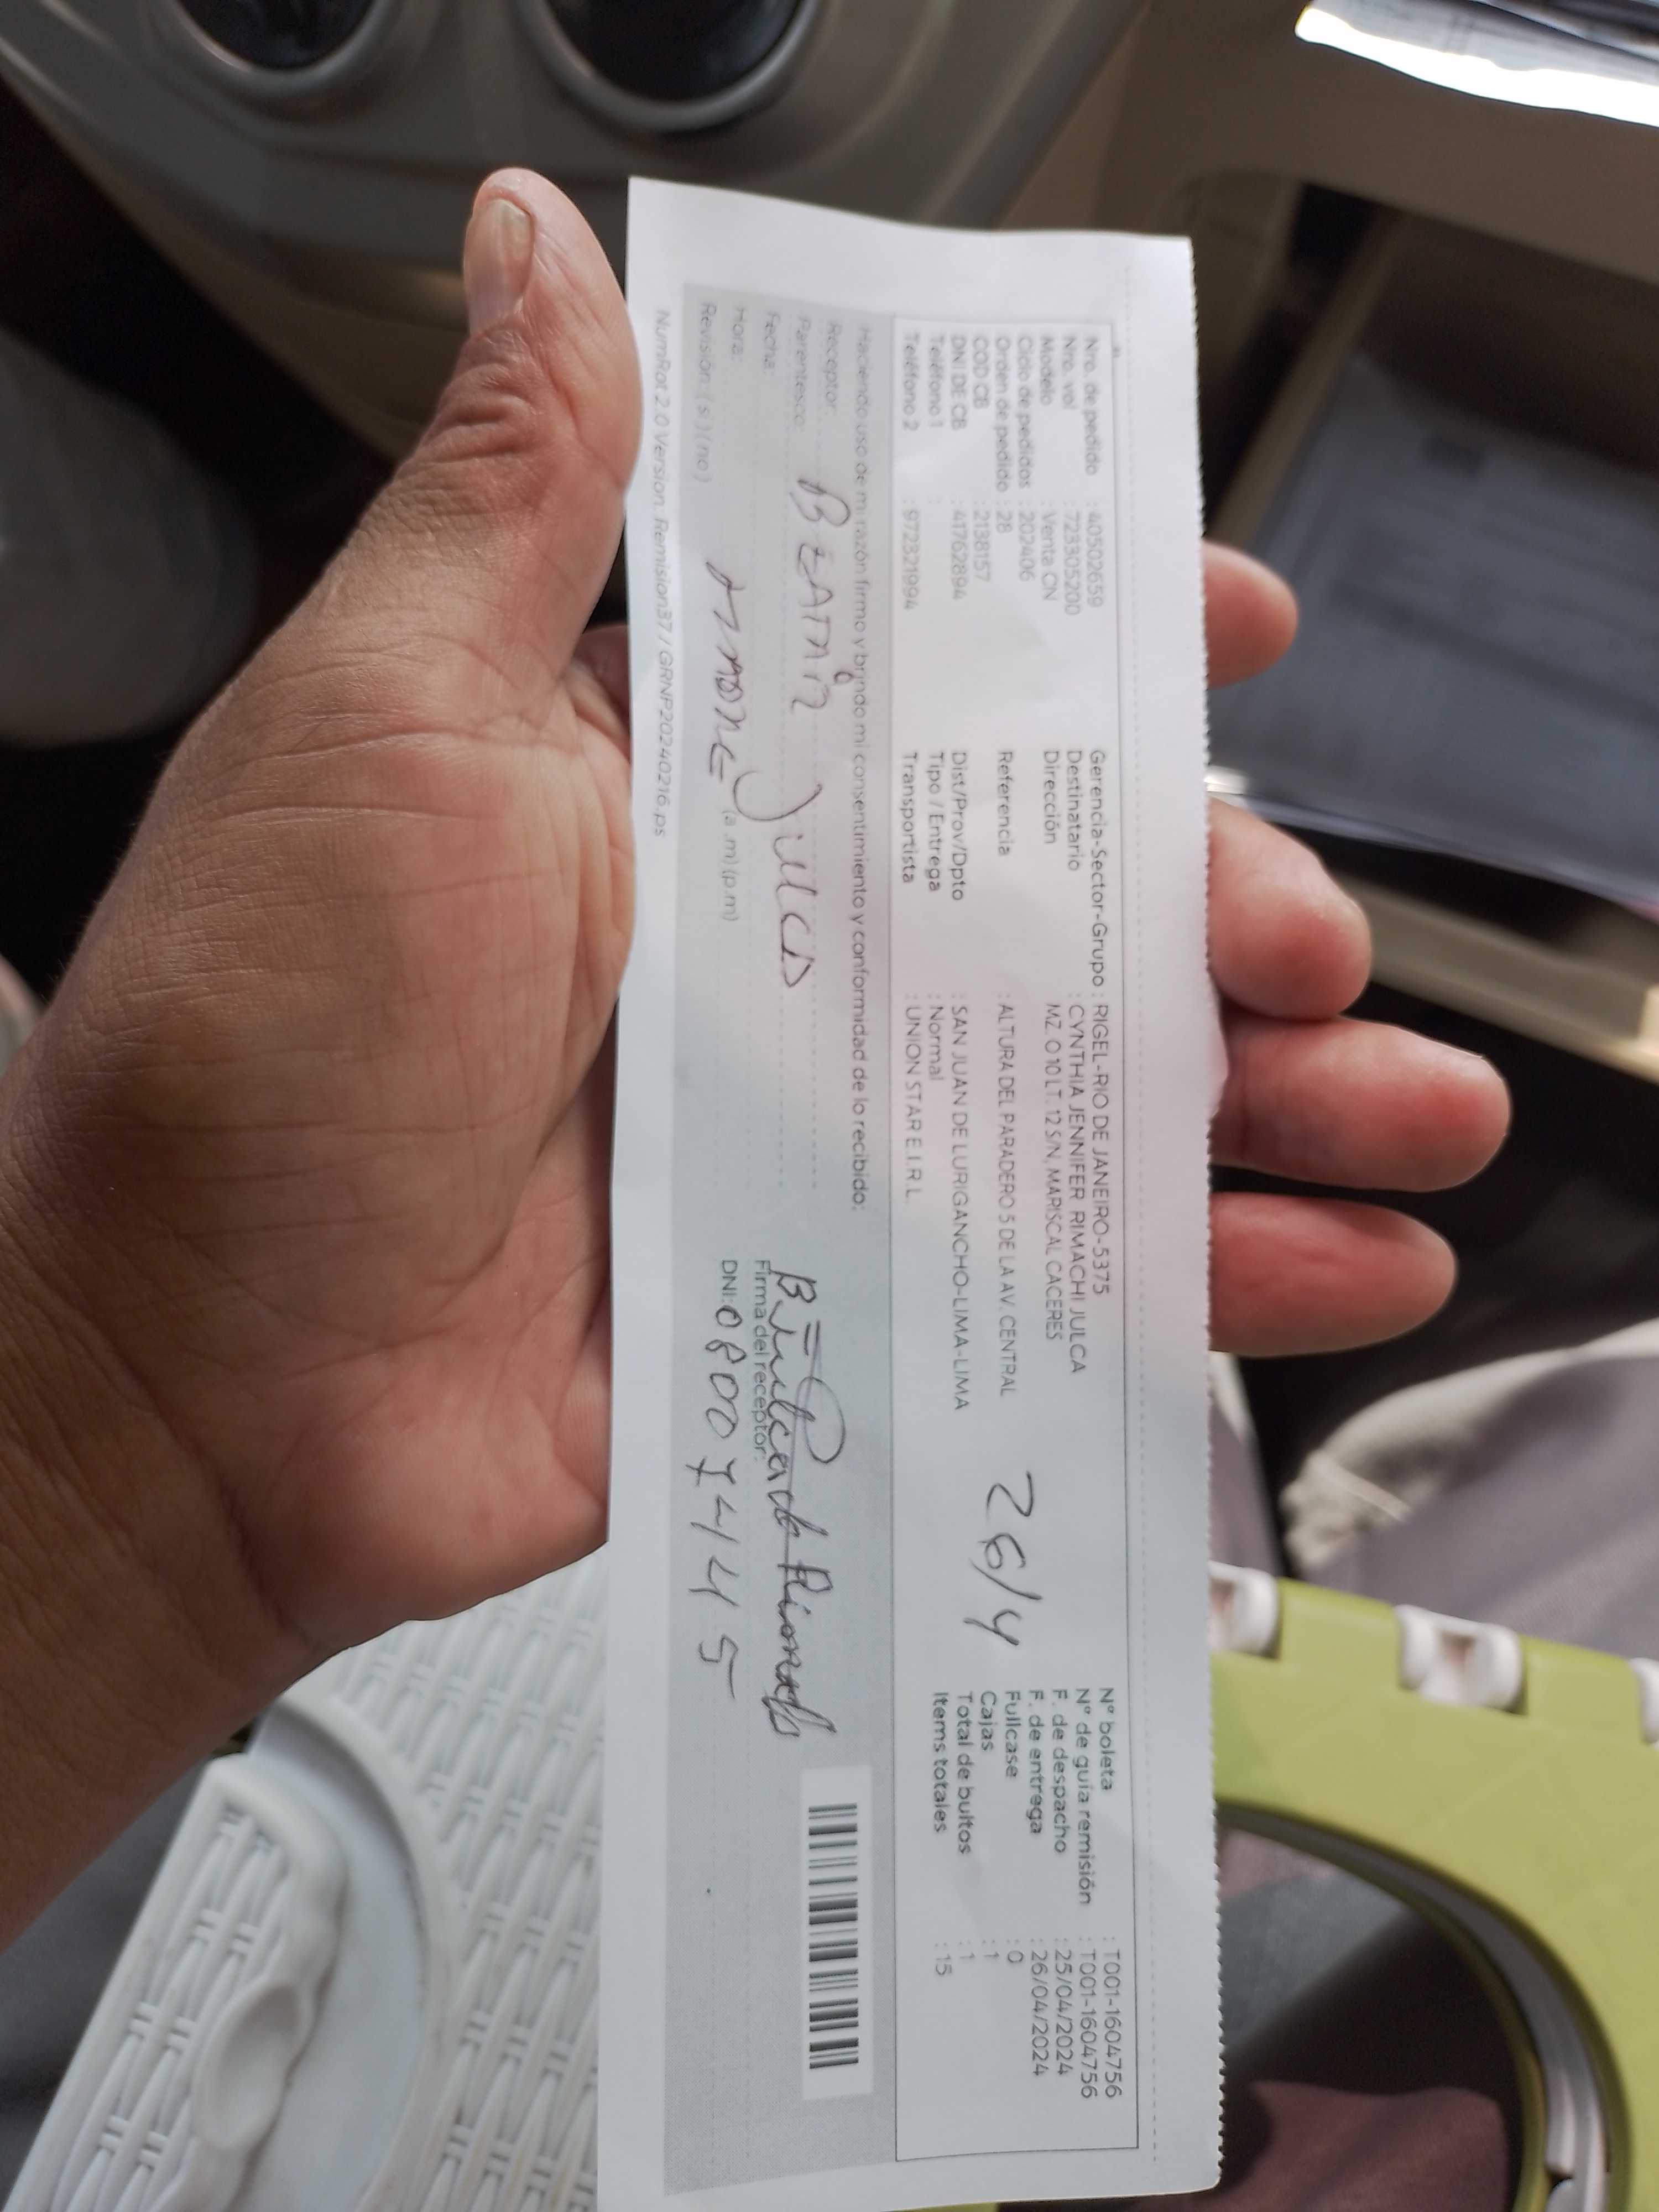 Nro. de pedido : 40502659
Nro. vol : 723305200
Modelo : Venta CN
Ciclo de pedidos : 202406
Orden de pedido : 28
COD CB : 2138157
DNI DE CB : 41762894
Teléfono 1 :
Teléfono 2 : 972321994
Gerencia-Sector-Grupo : RIGEL-RIO DE JANEIRO-5375
Destinatario : CYNTHIA JENNIFER RIMACHI JULCA
Dirección : MZ. O 10 LT. 12 S/N, MARISCAL CACERES
Referencia : ALTURA DEL PARADERO 5 DE LA AV. CENTRAL
Dist/Prov/Dpto : SAN JUAN DE LURIGANCHO-LIMA-LIMA
Tipo / Entrega : Normal
Transportista : UNION STAR E.I.R.L.
26/4
N° boleta : T001-1604756
N° de guía remisión : T001-1604756
F. de despacho : 25/04/2024
F. de entrega : 26/04/2024
Fullcase : 0
Cajas : 1
Total de bultos : 1
Items totales : 15
Haciendo uso de mi razón firmo y brindo mi consentimiento y conformidad de lo recibido:
Receptor: BEATRIZ JULCA
Parentesco:
Fecha:
Hora: (a.m) (p.m)
Revisión: ( s ) ( no )
MADRE
Firma del receptor:
DNI: 08007445
NumRot 2.0 Version: Remision37 / GRNP20240216.ps